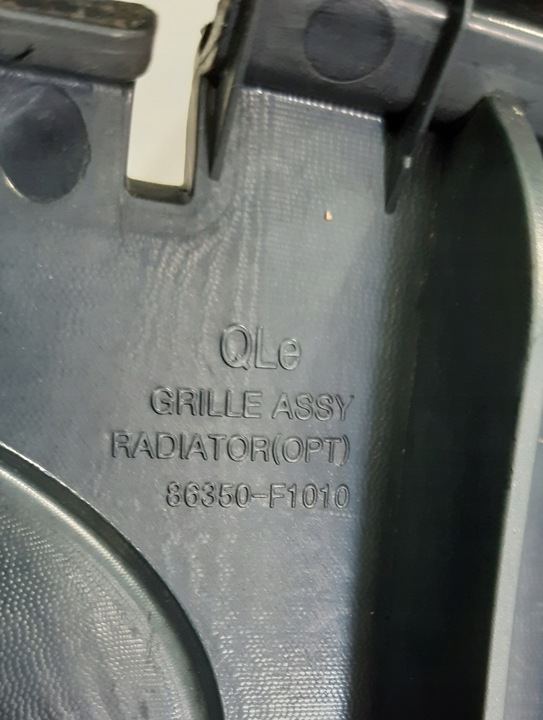 QLe
GRILLE ASSY
RADIATOR(OPT)
86350-F1010